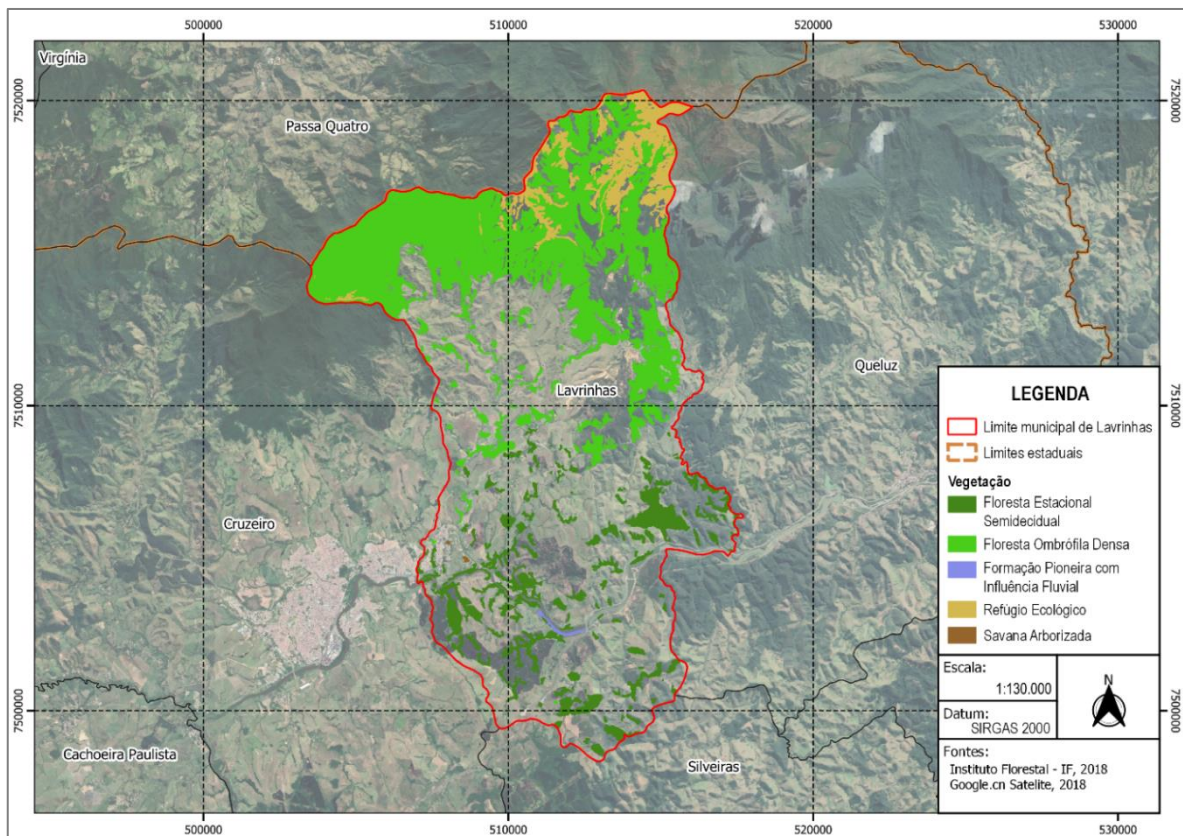 500000
510000
520000
530000
Virgínia
7520000
7520000
Passa Quatro
Queluz
Lavrinhas
7510000
7510000
Cruzeiro
LEGENDA
Limite municipal de Lavrinhas
Limites estaduais
Vegetação
Floresta Estacional
Semidecidual
Floresta Ombrófila Densa
Formação Pioneira com
Influência Fluvial
Refúgio Ecológico
Savana Arborizada
Escala:
1:130.000
N
Datum:
SIRGAS 2000
Fontes:
Instituto Florestal - IF, 2018
Google.cn Satelite, 2018
7500000
7500000
Cachoeira Paulista
Silveiras
500000
510000
520000
530000